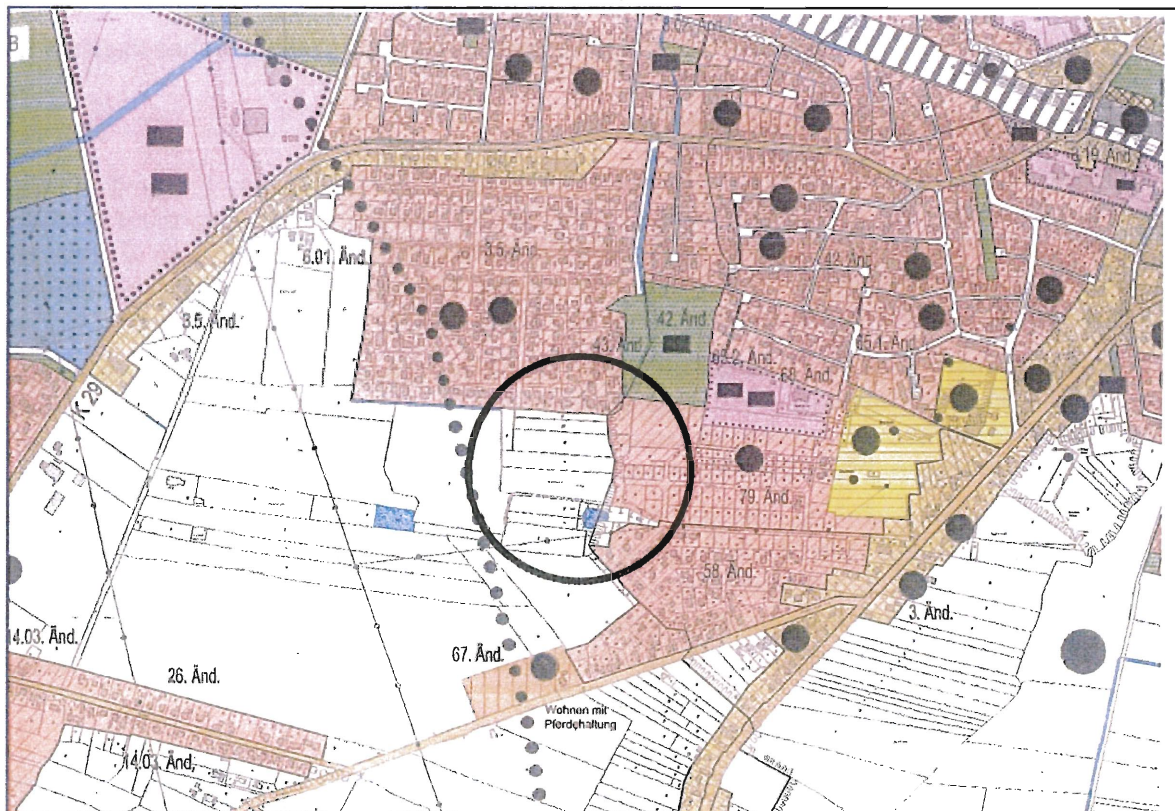 B
19. Änd.
6.01. Änd.
3.5. Änd.
42. Änd.
3.5. Änd.
42. Änd.
43. Änd.
65.2. Änd.
65.1. Änd.
68. Änd.
K 29
79. Änd.
58. Änd.
3. Änd.
14.03. Änd.
67. Änd.
26. Änd.
Wohnen mit
Pferdehaltung
14.03. Änd.